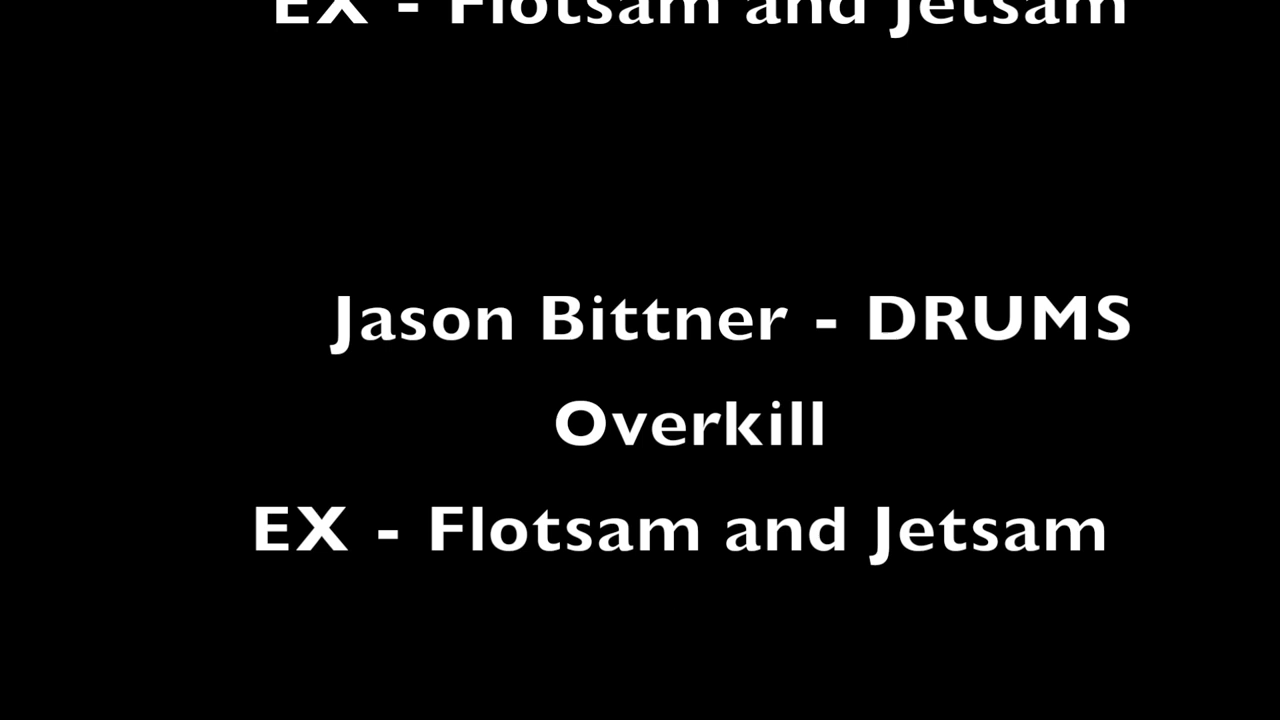 EX - Flotsam and Jetsam
Jason Bittner - DRUMS
Overkill
EX - Flotsam and Jetsam